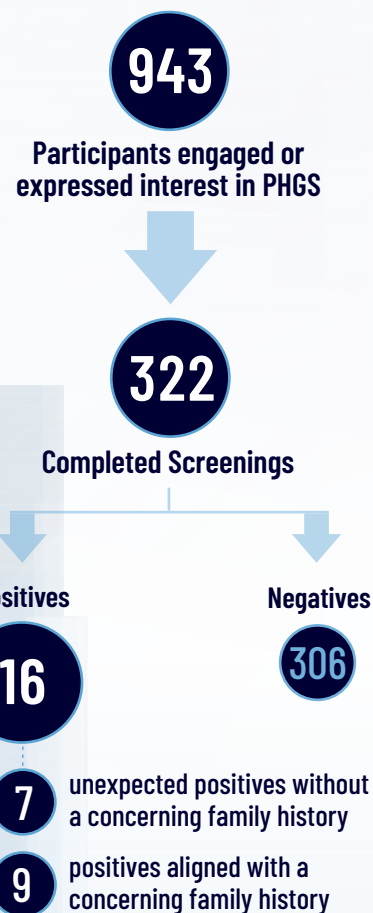 943
Participants engaged or
expressed interest in PHGS
322
Completed Screenings
sitives
Negatives
16
306
7
unexpected positives without
a concerning family history
9
positives aligned with a
concerning family history